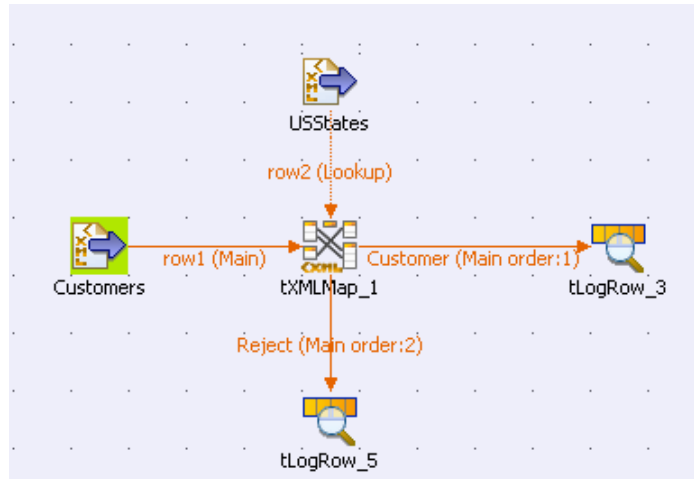 USStates
row2 (Lookup)
row1 (Main)
Customer (Main order:1)
Customers
tXMLMap_1
tLogRow_3
Reject (Main order:2)
tLogRow_5